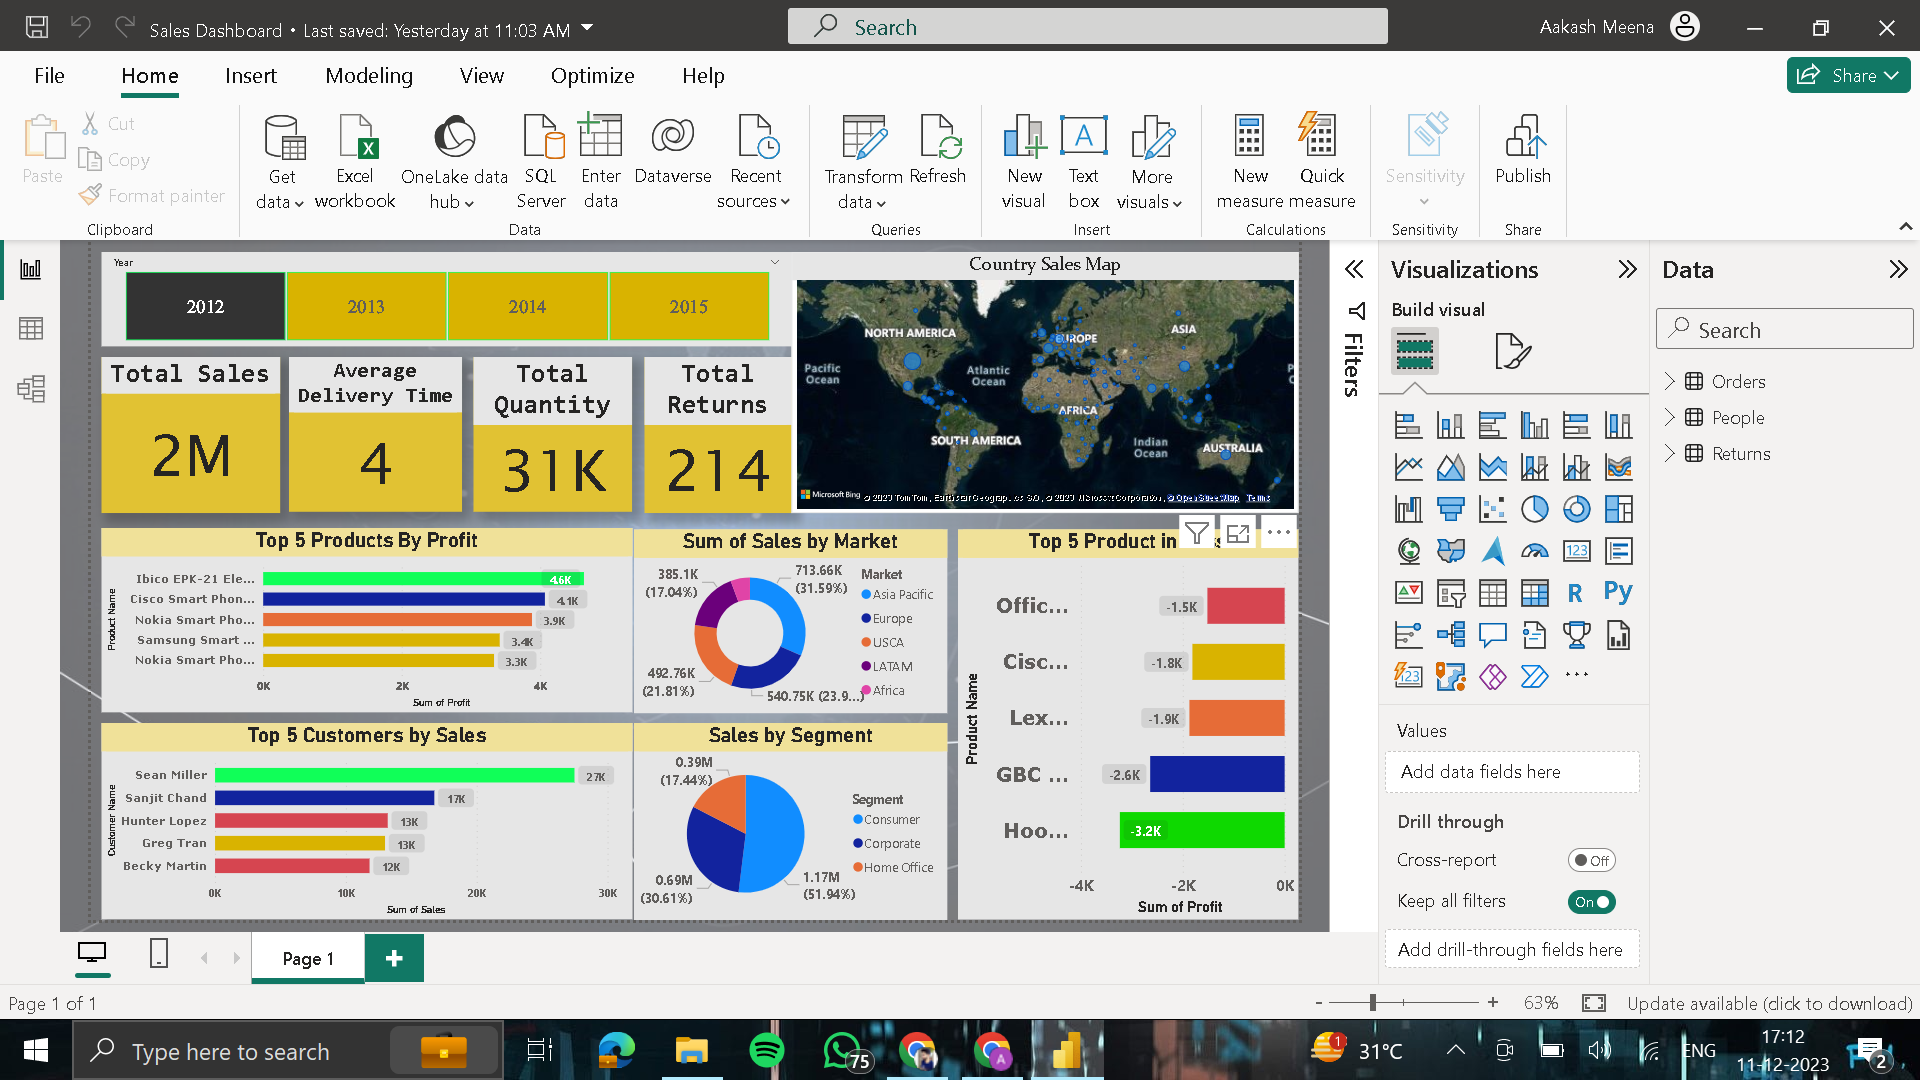 Sales Dashboard • Last saved: Yesterday at 11:03 AM
Search
Aakash Meena
File Home Insert Modeling View Optimize Help
Share
Paste
Cut
Copy
Format painter
Clipboard
Get data
Excel workbook
OneLake data hub
SQL Server
Enter data
Dataverse
Recent sources
Data
Transform data
Refresh
Queries
New visual
Text box
More visuals
Insert
New measure
Quick measure
Calculations
Sensitivity
Sensitivity
Publish
Share
Year
2012 2013 2014 2015
Total Sales
2M
Average Delivery Time
4
Total Quantity
31K
Total Returns
214
Country Sales Map
NORTH AMERICA
EUROPE
ASIA
Pacific Ocean
Atlantic Ocean
AFRICA
SOUTH AMERICA
Indian Ocean
AUSTRALIA
Microsoft Bing
© 2023 TomTom, Earthstar Geographics SIO, © 2023 Microsoft Corporation, © OpenStreetMap Terms
Top 5 Products By Profit
Product Name
Ibico EPK-21 Ele... 4.6K
Cisco Smart Phon... 4.1K
Nokia Smart Pho... 3.9K
Samsung Smart ... 3.4K
Nokia Smart Pho... 3.3K
0K 2K 4K
Sum of Profit
Sum of Sales by Market
385.1K (17.04%)
713.66K (31.59%)
492.76K (21.81%)
540.75K (23.9...)
Market
Asia Pacific
Europe
USCA
LATAM
Africa
Top 5 Product in
Product Name
Offic... -1.5K
Cisc... -1.8K
Lex... -1.9K
GBC ... -2.6K
Hoo... -3.2K
-4K -2K 0K
Sum of Profit
Top 5 Customers by Sales
Customer Name
Sean Miller 27K
Sanjit Chand 17K
Hunter Lopez 13K
Greg Tran 13K
Becky Martin 12K
0K 10K 20K 30K
Sum of Sales
Sales by Segment
0.39M (17.44%)
0.69M (30.61%)
1.17M (51.94%)
Segment
Consumer
Corporate
Home Office
Filters
Visualizations
Build visual
123
R
Py
123
Values
Add data fields here
Drill through
Cross-report Off
Keep all filters On
Add drill-through fields here
Data
Search
Orders
People
Returns
Page 1
Page 1 of 1
- + 63%
Update available (click to download)
Type here to search
75
1
31°C
ENG
17:12
11-12-2023
2